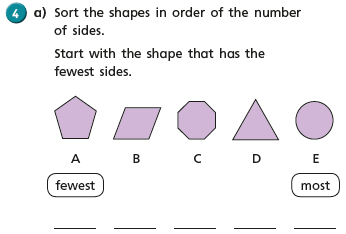 4 a) Sort the shapes in order of the number
of sides.
Start with the shape that has the
fewest sides.
A B C D E
fewest most